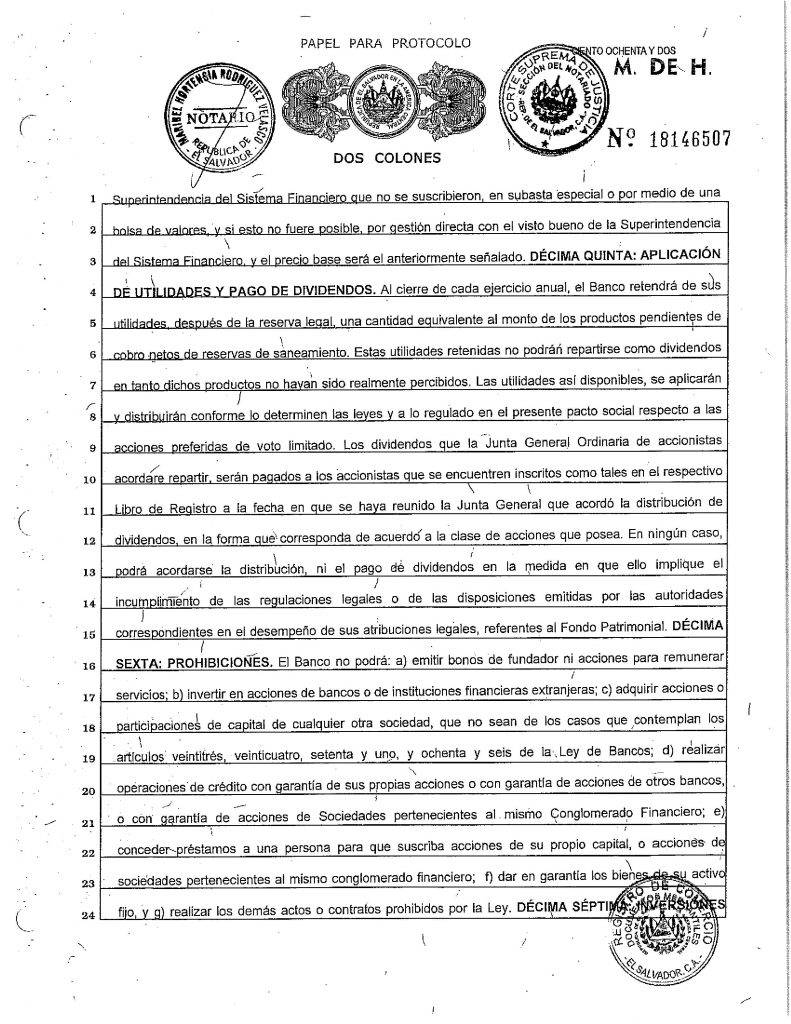 PAPEL PARA PROTOCOLO
CIENTO OCHENTA Y DOS
M. DE H.
MARIBEL HORTENCIA RODRIGUEZ VELASCO
NOTARIO
REPUBLICA DE EL SALVADOR
REPUBLICA DE EL SALVADOR EN LA AMERICA CENTRAL
CORTE SUPREMA DE JUSTICIA
SECCIÓN DEL NOTARIADO
REP. DE EL SALVADOR, C.A.
DOS COLONES
Nº 18146507
1 Superintendencia del Sistema Financiero que no se suscribieron, en subasta especial o por medio de una
2 bolsa de valores, y si esto no fuere posible, por gestión directa con el visto bueno de la Superintendencia
3 del Sistema Financiero, y el precio base será el anteriormente señalado. DÉCIMA QUINTA: APLICACIÓN
4 DE UTILIDADES Y PAGO DE DIVIDENDOS. Al cierre de cada ejercicio anual, el Banco retendrá de sus
5 utilidades, después de la reserva legal, una cantidad equivalente al monto de los productos pendientes de
6 cobro netos de reservas de saneamiento. Estas utilidades retenidas no podrán repartirse como dividendos
7 en tanto dichos productos no hayan sido realmente percibidos. Las utilidades así disponibles, se aplicarán
8 y distribuirán conforme lo determinen las leyes y a lo regulado en el presente pacto social respecto a las
9 acciones preferidas de voto limitado. Los dividendos que la Junta General Ordinaria de accionistas
10 acordare repartir, serán pagados a los accionistas que se encuentren inscritos como tales en el respectivo
11 Libro de Registro a la fecha en que se haya reunido la Junta General que acordó la distribución de
12 dividendos, en la forma que corresponda de acuerdo a la clase de acciones que posea. En ningún caso,
13 podrá acordarse la distribución, ni el pago de dividendos en la medida en que ello implique el
14 incumplimiento de las regulaciones legales o de las disposiciones emitidas por las autoridades
15 correspondientes en el desempeño de sus atribuciones legales, referentes al Fondo Patrimonial. DÉCIMA
16 SEXTA: PROHIBICIONES. El Banco no podrá: a) emitir bonos de fundador ni acciones para remunerar
17 servicios; b) invertir en acciones de bancos o de instituciones financieras extranjeras; c) adquirir acciones o
18 participaciones de capital de cualquier otra sociedad, que no sean de los casos que contemplan los
19 artículos veintitrés, veinticuatro, setenta y uno, y ochenta y seis de la Ley de Bancos; d) realizar
20 operaciones de crédito con garantía de sus propias acciones o con garantía de acciones de otros bancos,
21 o con garantía de acciones de Sociedades pertenecientes al mismo Conglomerado Financiero; e)
22 conceder préstamos a una persona para que suscriba acciones de su propio capital, o acciones de
23 sociedades pertenecientes al mismo conglomerado financiero; f) dar en garantía los bienes de su activo
24 fijo, y g) realizar los demás actos o contratos prohibidos por la Ley. DÉCIMA SÉPTIMA: INVERSIONES
REGISTRO DE COMERCIO
DOCUMENTOS MERCANTILES
EL SALVADOR, C.A.